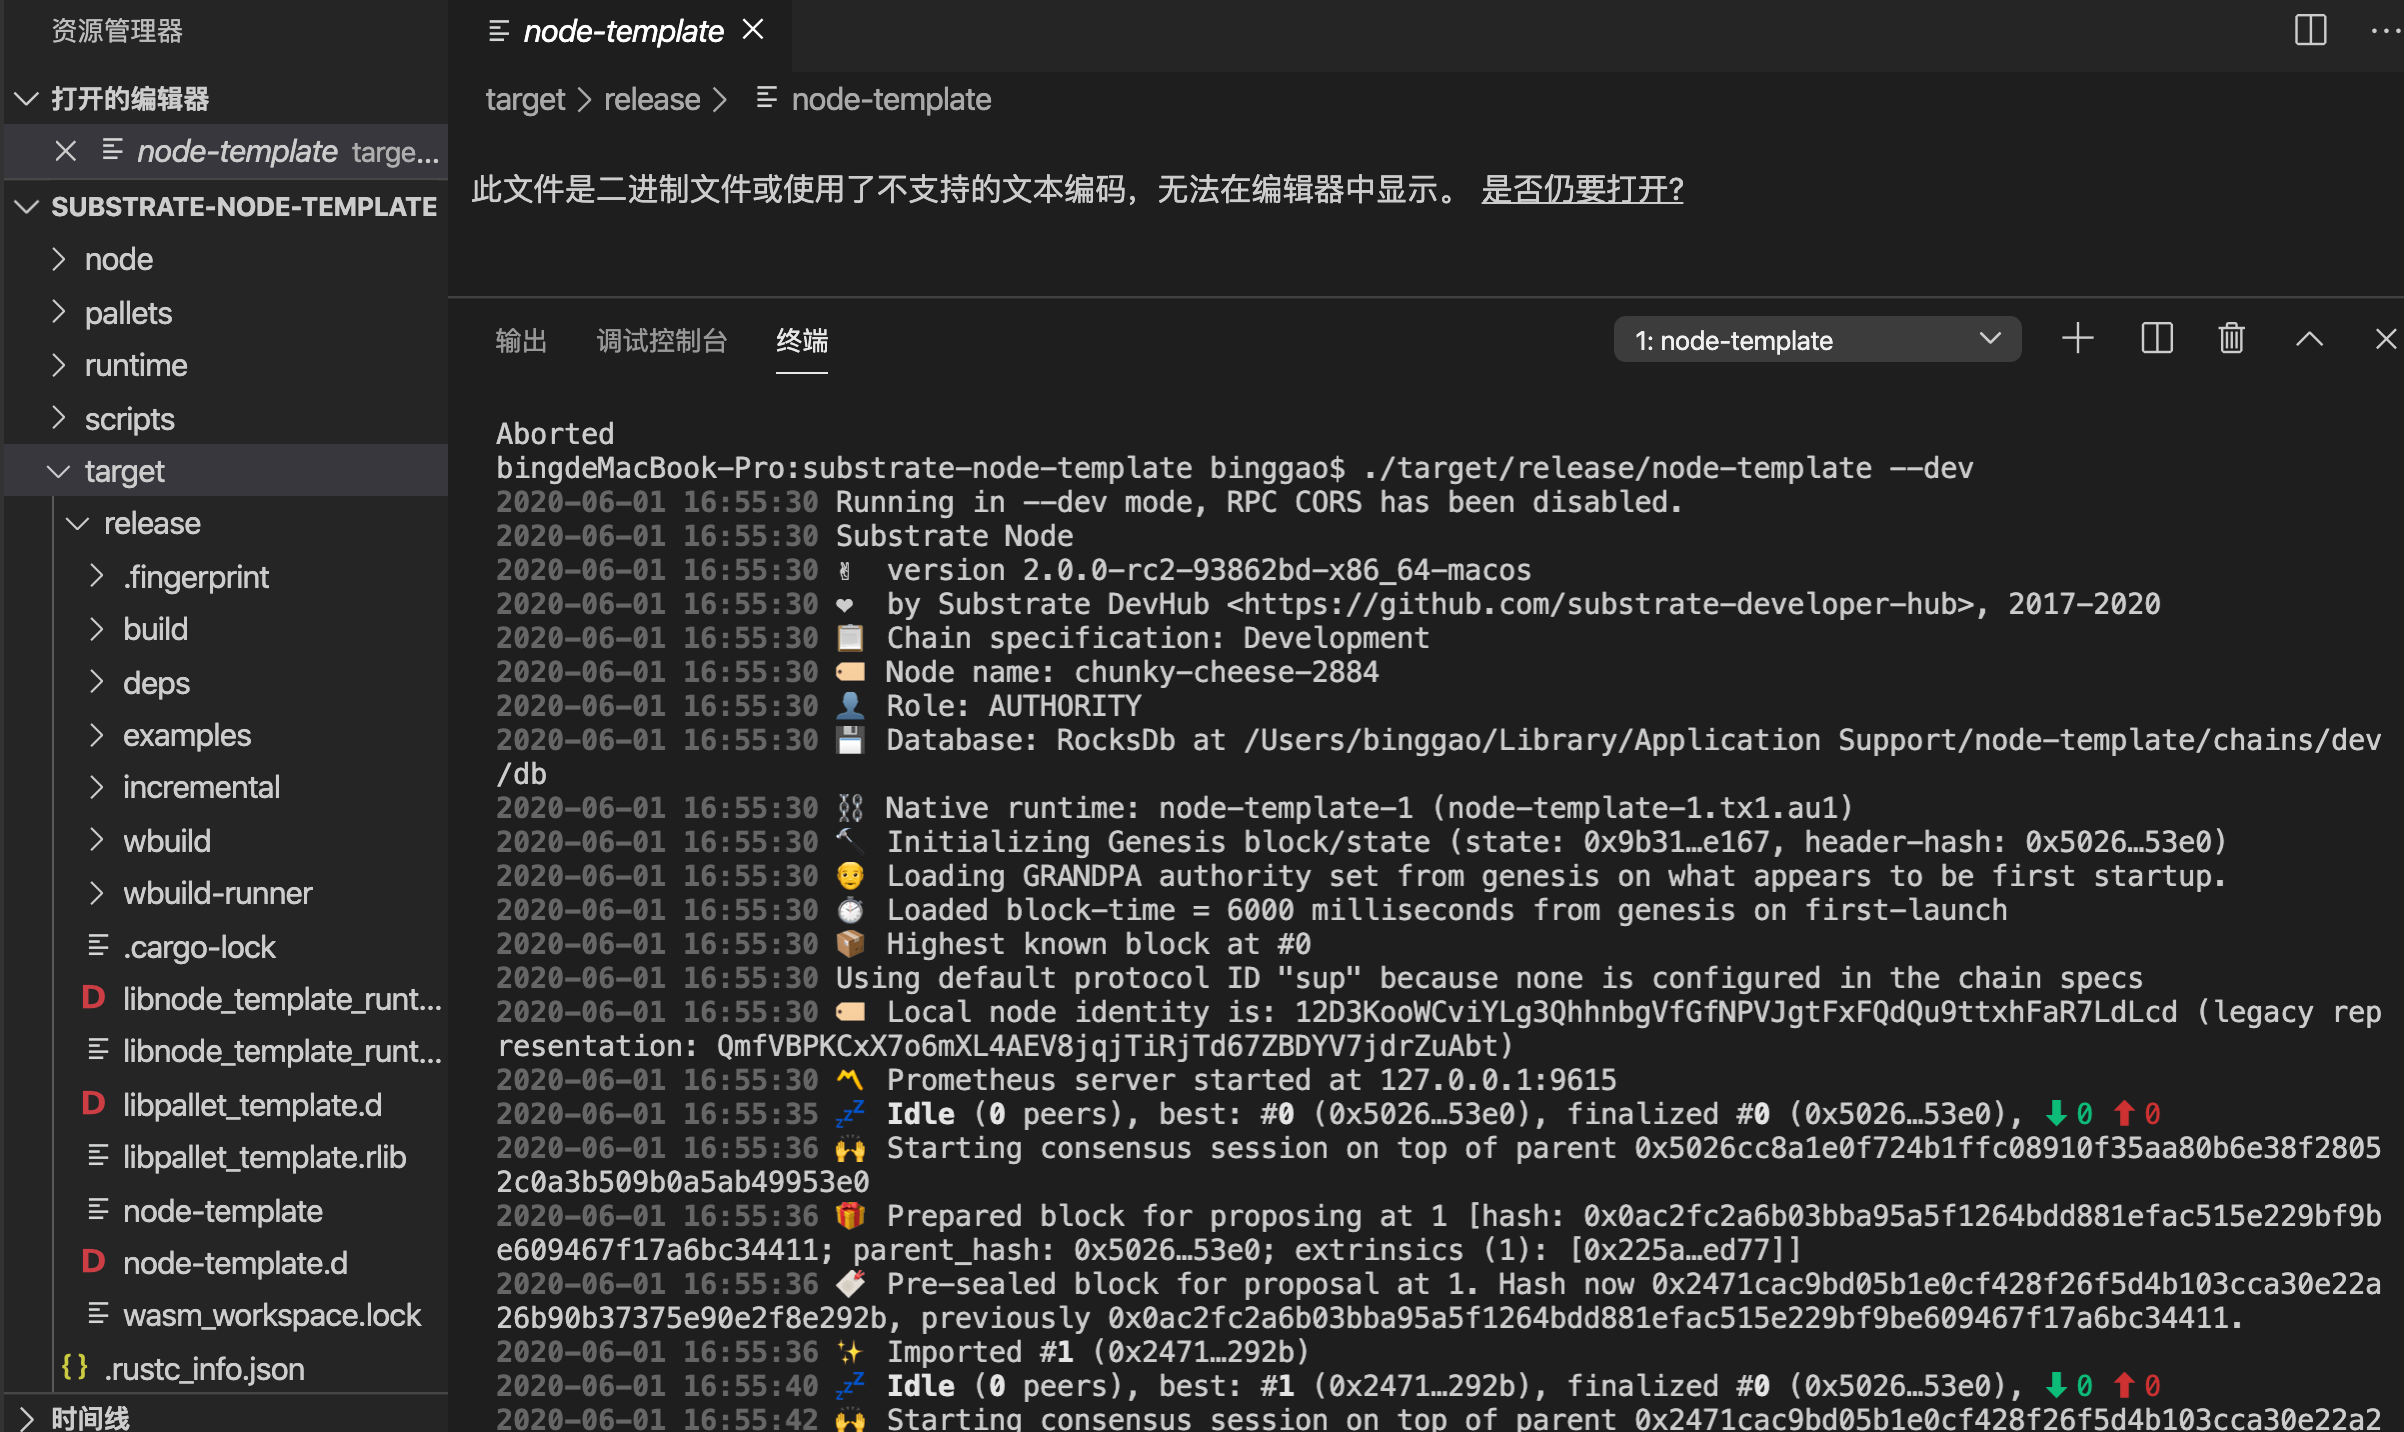 资源管理器
打开的编辑器
node-template targe...
SUBSTRATE-NODE-TEMPLATE
node
pallets
runtime
scripts
target
release
.fingerprint
build
deps
examples
incremental
wbuild
wbuild-runner
.cargo-lock
D libnode_template_runt...
libnode_template_runt...
D libpallet_template.d
libpallet_template.rlib
node-template
D node-template.d
wasm_workspace.lock
{} .rustc_info.json
时间线
node-template
target > release > node-template
此文件是二进制文件或使用了不支持的文本编码，无法在编辑器中显示。 是否仍要打开?
输出 调试控制台 终端 1: node-template
Aborted
bingdeMacBook-Pro:substrate-node-template binggao$ ./target/release/node-template --dev
2020-06-01 16:55:30 Running in --dev mode, RPC CORS has been disabled.
2020-06-01 16:55:30 Substrate Node
2020-06-01 16:55:30 ✌ version 2.0.0-rc2-93862bd-x86_64-macos
2020-06-01 16:55:30 ❤ by Substrate DevHub <https://github.com/substrate-developer-hub>, 2017-2020
2020-06-01 16:55:30 📋 Chain specification: Development
2020-06-01 16:55:30 🏷 Node name: chunky-cheese-2884
2020-06-01 16:55:30 👤 Role: AUTHORITY
2020-06-01 16:55:30 💾 Database: RocksDb at /Users/binggao/Library/Application Support/node-template/chains/dev
/db
2020-06-01 16:55:30 ⛓ Native runtime: node-template-1 (node-template-1.tx1.au1)
2020-06-01 16:55:30 🔨 Initializing Genesis block/state (state: 0x9b31…e167, header-hash: 0x5026…53e0)
2020-06-01 16:55:30 👴 Loading GRANDPA authority set from genesis on what appears to be first startup.
2020-06-01 16:55:30 ⏱ Loaded block-time = 6000 milliseconds from genesis on first-launch
2020-06-01 16:55:30 📦 Highest known block at #0
2020-06-01 16:55:30 Using default protocol ID "sup" because none is configured in the chain specs
2020-06-01 16:55:30 🏷 Local node identity is: 12D3KooWCviYLg3QhhnbgVfGfNPVJgtFxFQdQu9ttxhFaR7LdLcd (legacy rep
resentation: QmfVBPKCxX7o6mXL4AEV8jqjTiRjTd67ZBDYV7jdrZuAbt)
2020-06-01 16:55:30 〽 Prometheus server started at 127.0.0.1:9615
2020-06-01 16:55:35 💤 Idle (0 peers), best: #0 (0x5026…53e0), finalized #0 (0x5026…53e0), ⬇ 0 ⬆ 0
2020-06-01 16:55:36 🙌 Starting consensus session on top of parent 0x5026cc8a1e0f724b1ffc08910f35aa80b6e38f2805
2c0a3b509b0a5ab49953e0
2020-06-01 16:55:36 🎁 Prepared block for proposing at 1 [hash: 0x0ac2fc2a6b03bba95a5f1264bdd881efac515e229bf9b
e609467f17a6bc34411; parent_hash: 0x5026…53e0; extrinsics (1): [0x225a…ed77]]
2020-06-01 16:55:36 🔖 Pre-sealed block for proposal at 1. Hash now 0x2471cac9bd05b1e0cf428f26f5d4b103cca30e22a
26b90b37375e90e2f8e292b, previously 0x0ac2fc2a6b03bba95a5f1264bdd881efac515e229bf9be609467f17a6bc34411.
2020-06-01 16:55:36 ✨ Imported #1 (0x2471…292b)
2020-06-01 16:55:40 💤 Idle (0 peers), best: #1 (0x2471…292b), finalized #0 (0x5026…53e0), ⬇ 0 ⬆ 0
2020-06-01 16:55:42 🙌 Starting consensus session on top of parent 0x2471cac9bd05b1e0cf428f26f5d4b103cca30e22a2